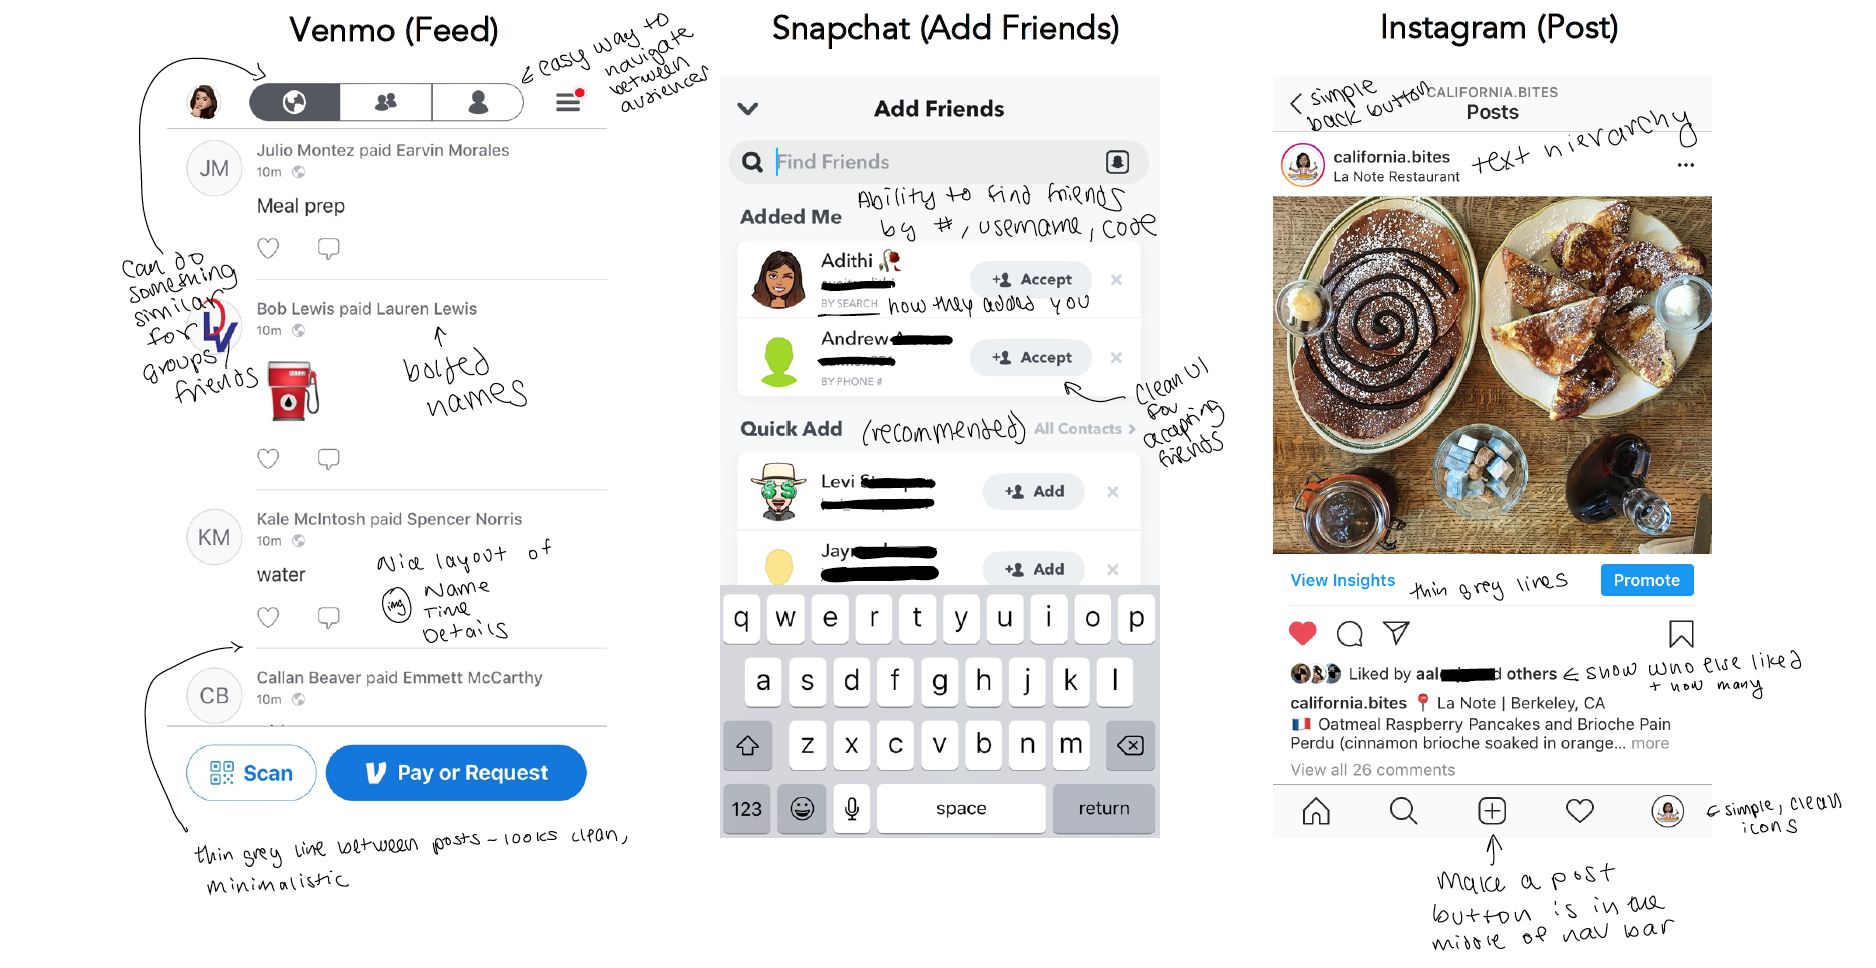 Venmo (Feed)
easy way to
navigate
between
audiences
JM
Julio Montez paid Earvin Morales
10m
Meal prep
can do
something
similar
for
groups/
friends
Bob Lewis paid Lauren Lewis
10m
bolded
names
KM
Kale McIntosh paid Spencer Norris
10m
water
Nice layout of
img
Name
Time
Details
CB
Callan Beaver paid Emmett McCarthy
10m
Scan
Pay or Request
thin grey line between posts - looks clean,
minimalistic
Snapchat (Add Friends)
Add Friends
Find Friends
Ability to find friends
by #, username, code
Added Me
Adithi
Accept
BY SEARCH
how they added you
Andrew
Accept
BY PHONE #
clean UI
for
accepting
friends
Quick Add
(recommended)
All Contacts >
Levi
Add
Jay
Add
q w e r t y u i o p
a s d f g h j k l
z x c v b n m
123
space
return
Instagram (Post)
simple
back button
CALIFORNIA.BITES
Posts
text hierarchy
california.bites
La Note Restaurant
View Insights
thin grey lines
Promote
Liked by aal
d others
show who else liked
+ how many
california.bites 📍 La Note | Berkeley, CA
🇫🇷 Oatmeal Raspberry Pancakes and Brioche Pain
Perdu (cinnamon brioche soaked in orange... more
View all 26 comments
simple, clean
icons
Make a post
button is in the
middle of nav bar